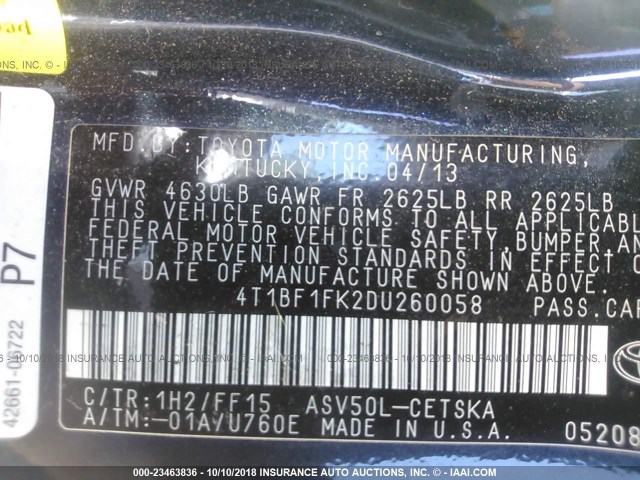 MFD.BY:TOYOTA MOTOR MANUFACTURING,
KENTUCKY, INC. 04/13
GVWR 4630LB GAWR FR 2625LB RR 2625LB
THIS VEHICLE CONFORMS TO ALL APPLICABL
FEDERAL MOTOR VEHICLE SAFETY, BUMPER AN
THEFT PREVENTION STANDARDS IN EFFECT O
THE DATE OF MANUFACTURE SHOWN ABOVE.
4T1BF1FK2DU260058 PASS.CAR
C/TR:1H2/FF15 ASV50L-CETSKA
A/TM:-01A/U760E MADE IN U.S.A.
05208
P7
000-23463836 - 10/10/2018 INSURANCE AUTO AUCTIONS, INC. - © IAAI.COM